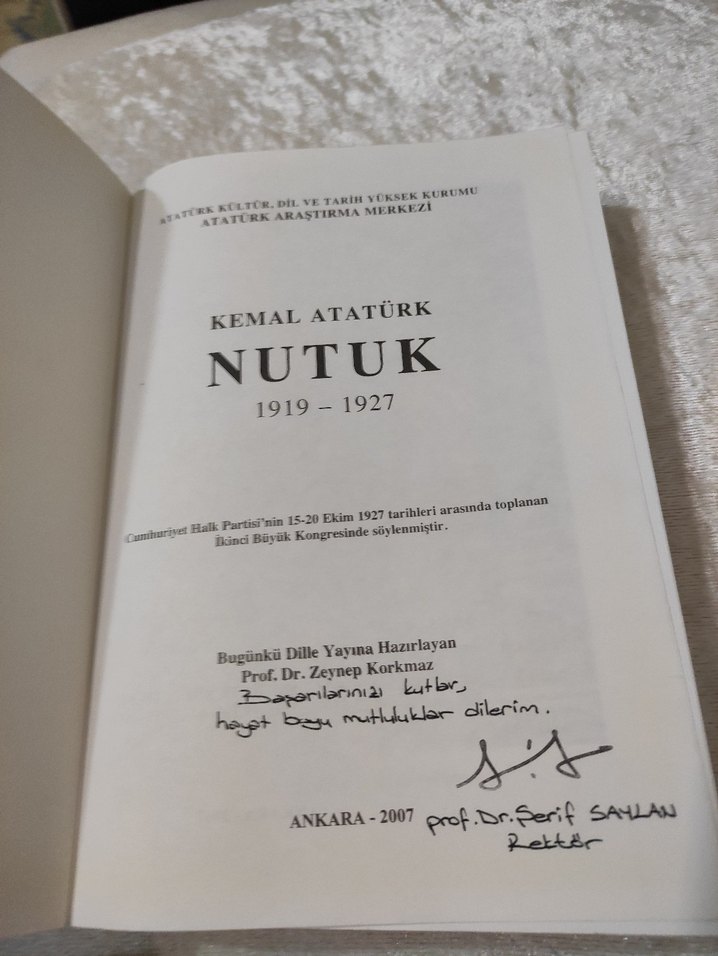 ATATÜRK KÜLTÜR, DİL VE TARİH YÜKSEK KURUMU
ATATÜRK ARAŞTIRMA MERKEZİ
KEMAL ATATÜRK
NUTUK
1919 – 1927
Cumhuriyet Halk Partisi'nin 15-20 Ekim 1927 tarihleri arasında toplanan
İkinci Büyük Kongresinde söylenmiştir.
Bugünkü Dille Yayına Hazırlayan
Prof. Dr. Zeynep Korkmaz
Başarılarınızı kutlar,
hayat boyu mutluluklar dilerim.
ANKARA - 2007 prof. Dr. Şerif SAYLAN
Rektör